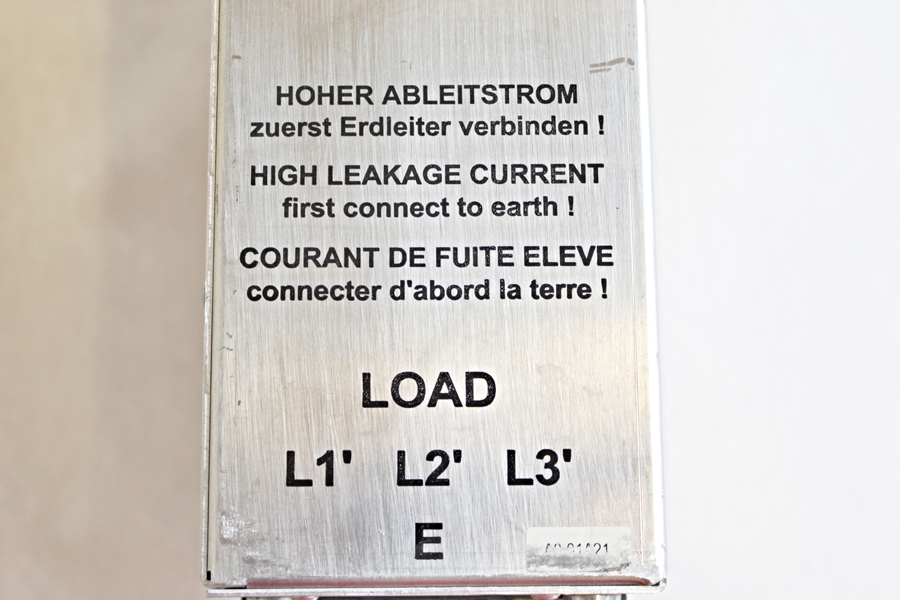 HOHER ABLEITSTROM
zuerst Erdleiter verbinden !
HIGH LEAKAGE CURRENT
first connect to earth !
COURANT DE FUITE ELEVE
connecter d'abord la terre !
LOAD
L1' L2' L3'
E